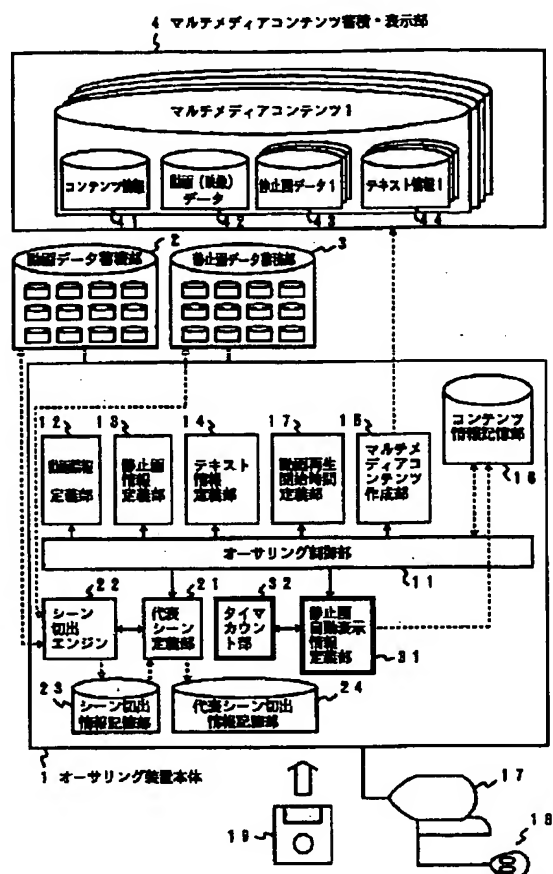 4 マルチメディアコンテンツ蓄積・表示部
マルチメディアコンテンツ1
コンテンツ情報
動画(映像)
データ
静止画データ1
テキスト情報1
41
42
43
44
2
動画データ蓄積部
3
静止画データ蓄積部
12
動画情報
定義部
13
静止画
情報
定義部
14
テキスト
情報
定義部
17
動画再生
開始時間
定義部
15
マルチメ
ディアコ
ンテンツ
作成部
コンテンツ
情報記憶部
16
オーサリング制御部
11
22
シーン
切出
エンジン
21
代表
シーン
定義部
32
タイマ
カウン
ト部
静止画
自動表示
情報
定義部
31
23
シーン切出
情報記憶部
代表シーン切出
情報記憶部
24
1 オーサリング装置本体
19
17
18